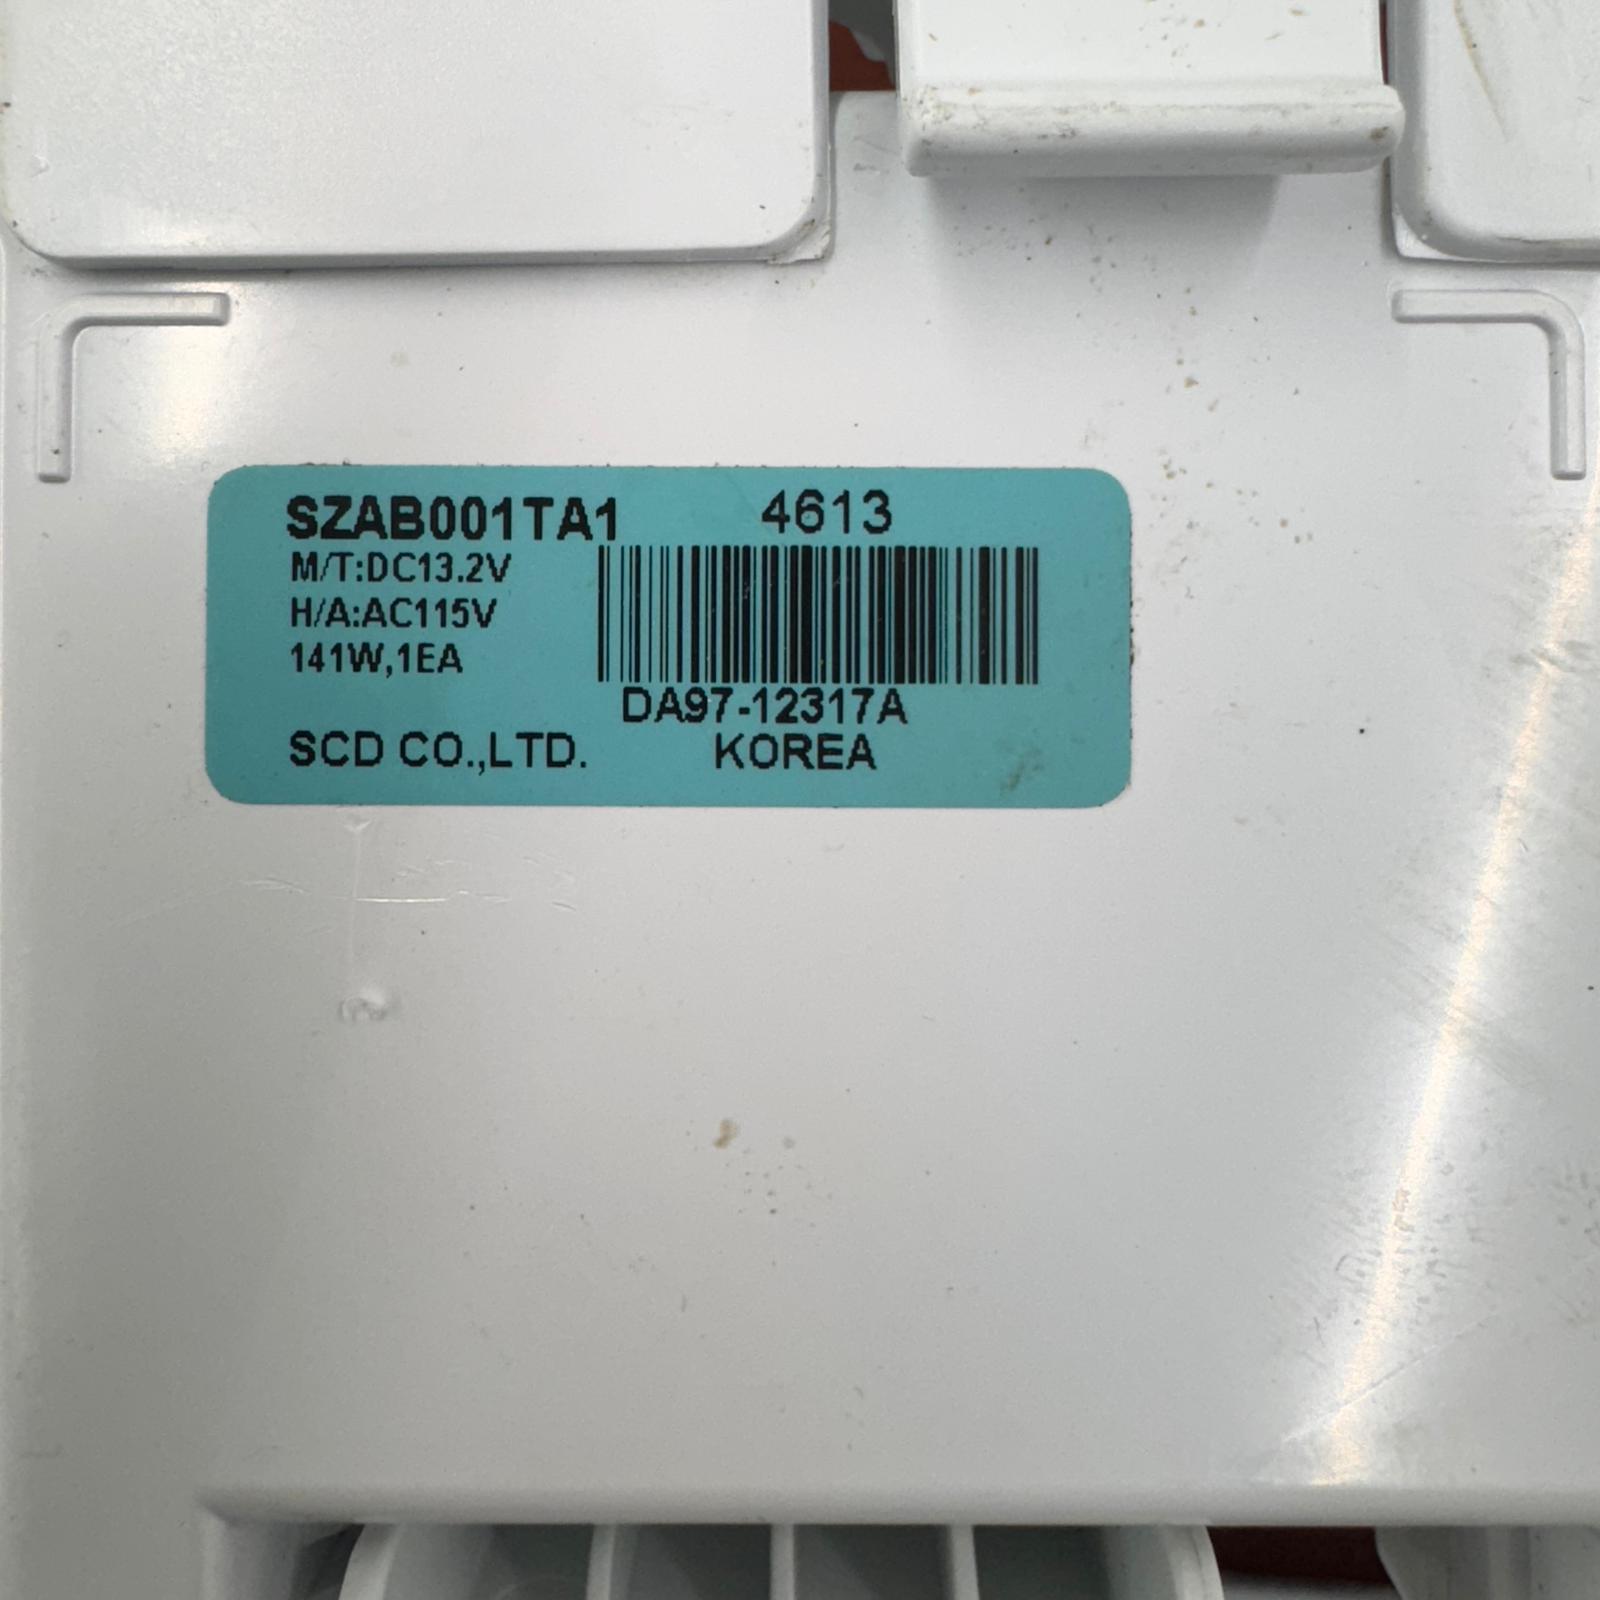 SZAB001TA1 4613
M/T:DC13.2V
H/A:AC115V
141W,1EA
DA97-12317A
SCD CO.,LTD. KOREA